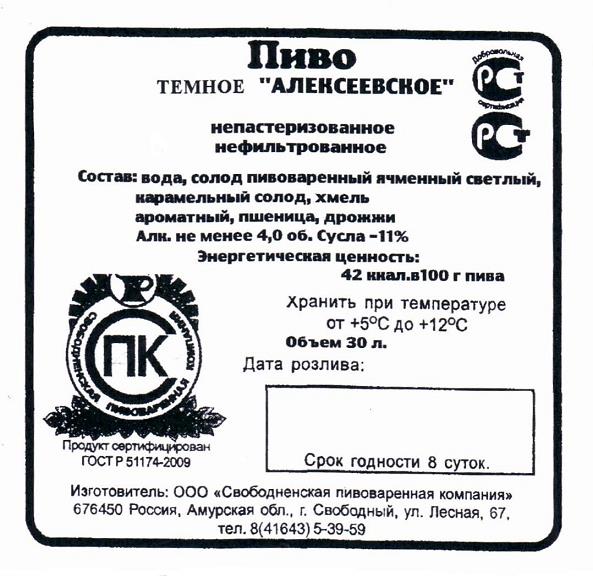 Пиво
ТЕМНОЕ "АЛЕКСЕЕВСКОЕ"
Добровольная
РСТ
сертификация
РСТ
непастеризованное
нефильтрованное
Состав: вода, солод пивоваренный ячменный светлый,
карамельный солод, хмель
ароматный, пшеница, дрожжи
Алк. не менее 4,0 об. Сусла -11%
Энергетическая ценность:
42 ккал.в100 г пива
Хранить при температуре
от +5°С до +12°С
Объем 30 л.
Дата розлива:
СПК
СВОБОДНЕНСКАЯ ПИВОВАРЕННАЯ КОМПАНИЯ
Срок годности 8 суток.
Продукт сертифицирован
ГОСТ Р 51174-2009
Изготовитель: ООО «Свободненская пивоваренная компания»
676450 Россия, Амурская обл., г. Свободный, ул. Лесная, 67,
тел. 8(41643) 5-39-59